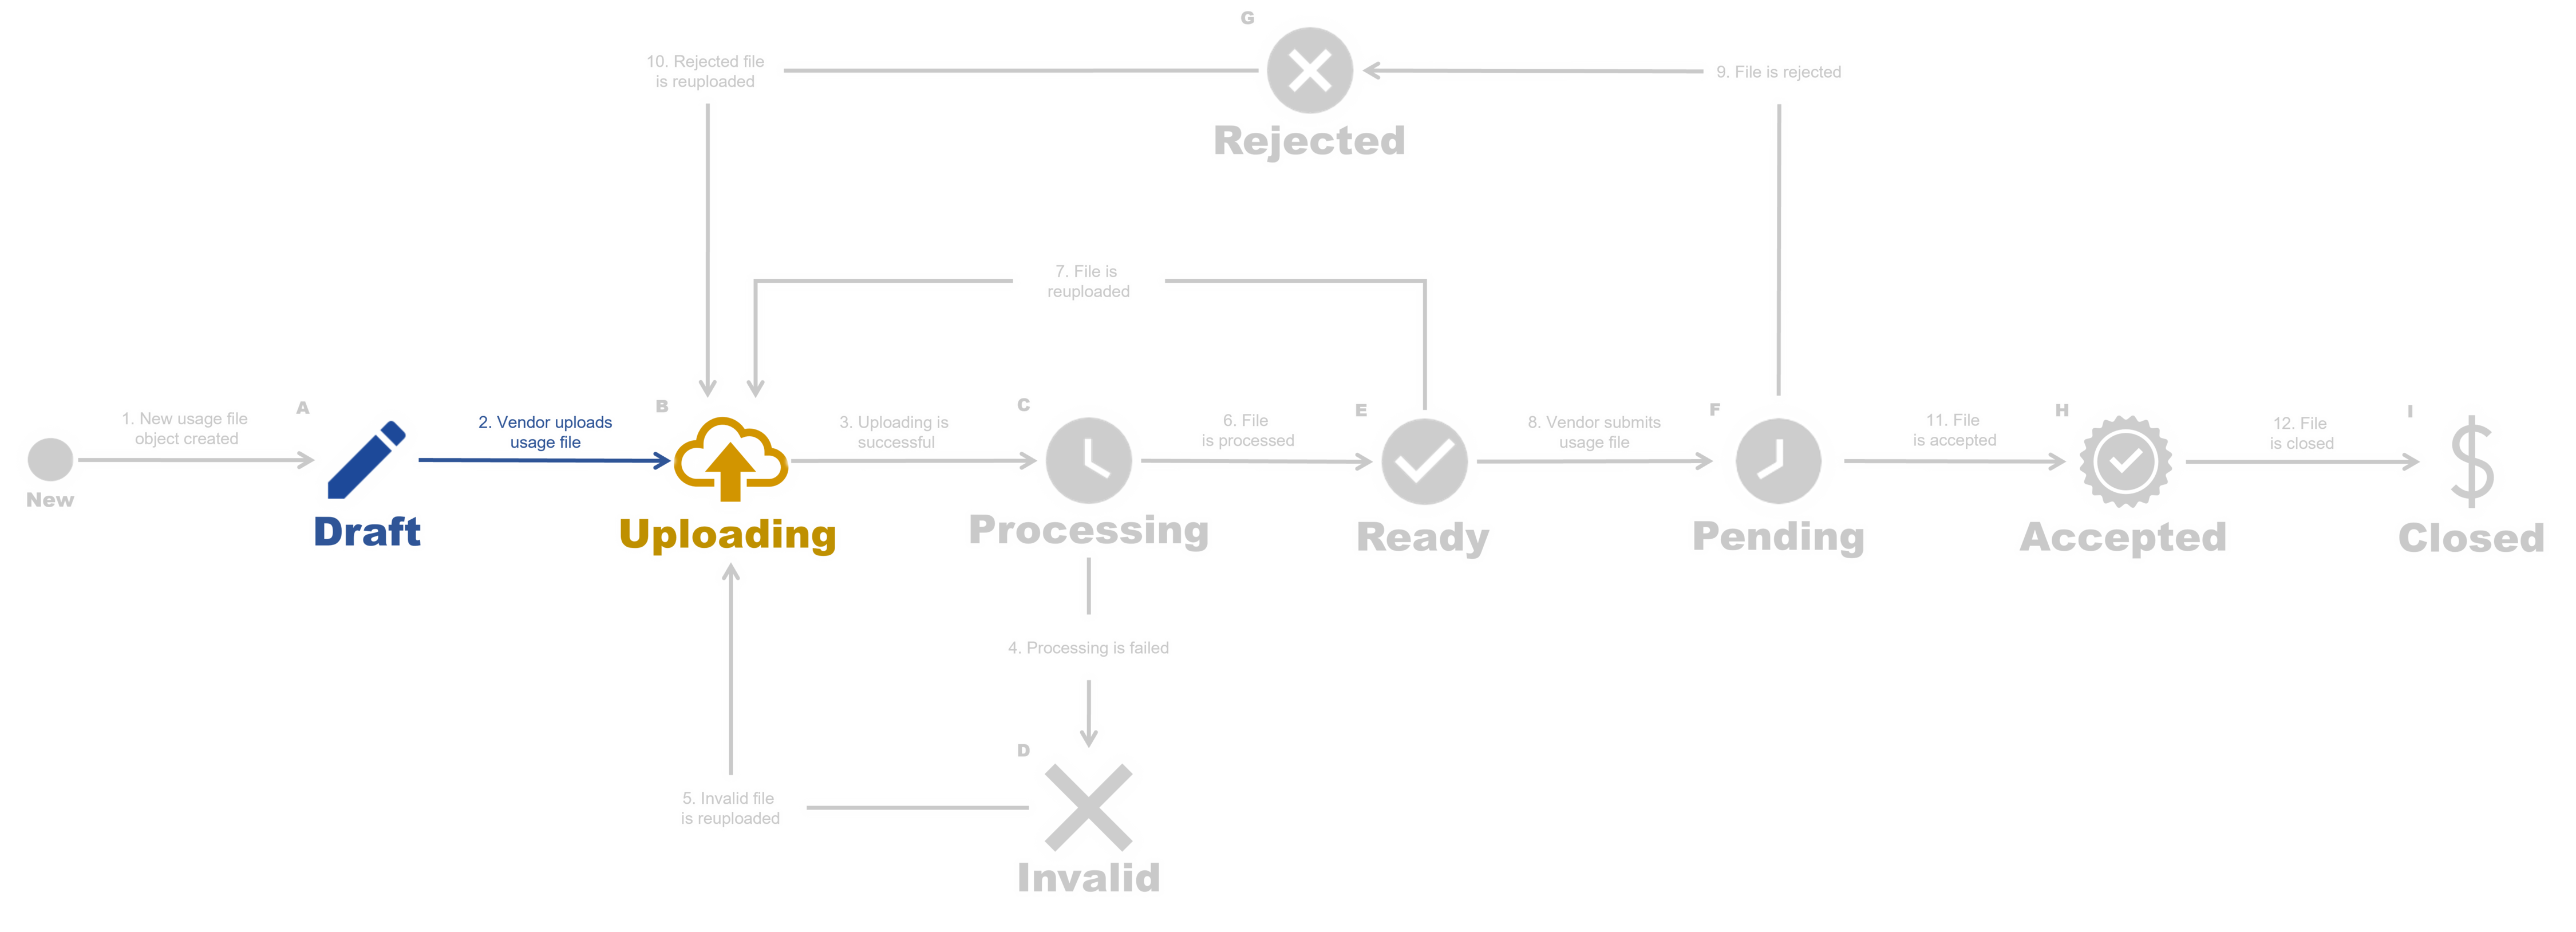 G
10. Rejected file
is reuploaded
9. File is rejected
Rejected
7. File is
reuploaded
A
1. New usage file
object created
New
Draft
2. Vendor uploads
usage file
B
Uploading
3. Uploading is
successful
C
Processing
6. File
is processed
E
Ready
8. Vendor submits
usage file
F
Pending
11. File
is accepted
H
Accepted
12. File
is closed
I
Closed
4. Processing is failed
D
5. Invalid file
is reuploaded
Invalid